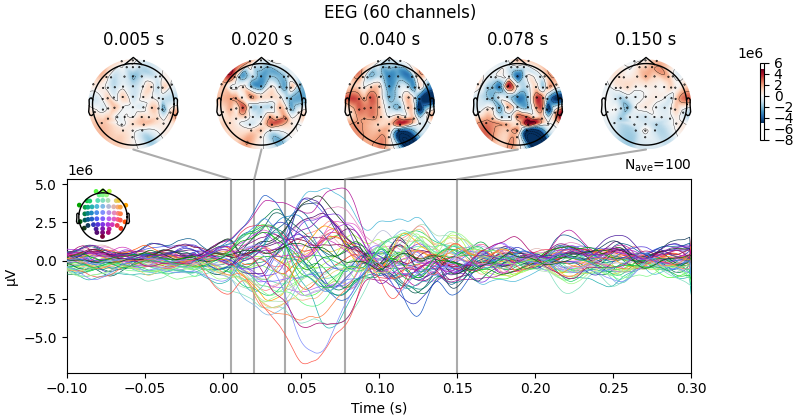 EEG (60 channels)
0.005 s 0.020 s 0.040 s 0.078 s 0.150 s
1e6
6
4
2
0
−2
−4
−6
−8
Nave=100
1e6
5.0
2.5
0.0
−2.5
−5.0
µV
−0.10 −0.05 0.00 0.05 0.10 0.15 0.20 0.25 0.30
Time (s)